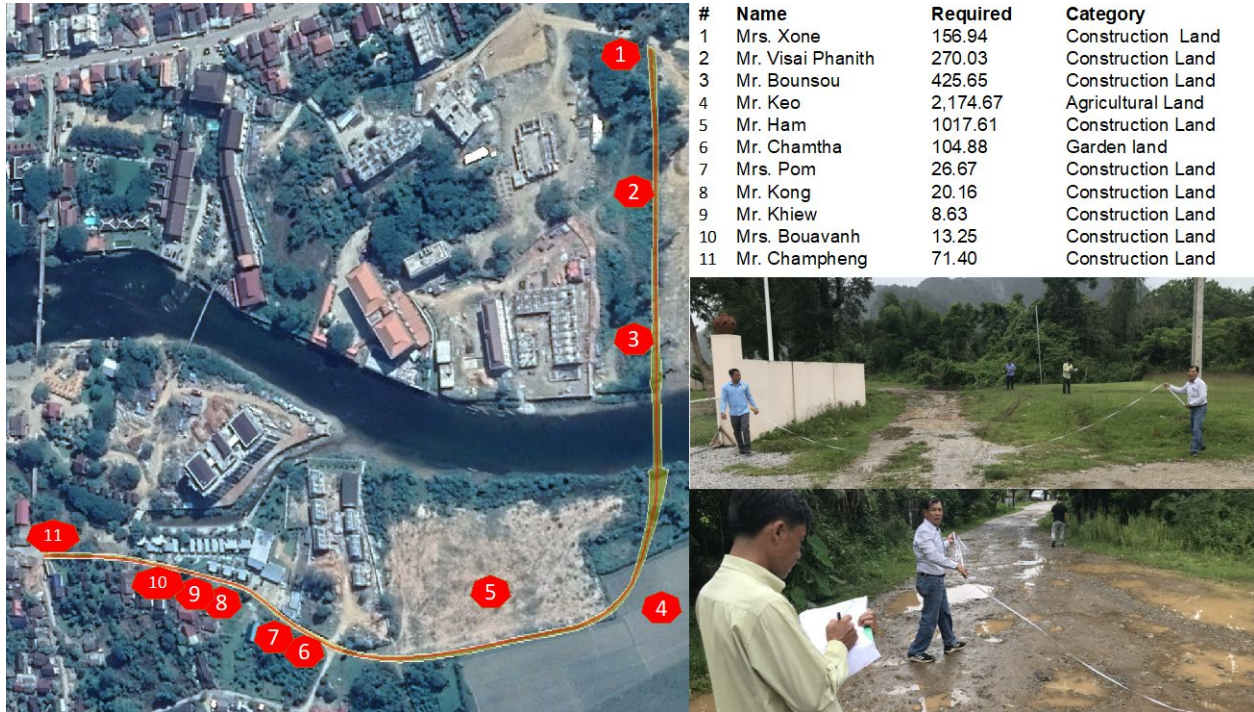 # Name Required Category
1 Mrs. Xone 156.94 Construction Land
2 Mr. Visai Phanith 270.03 Construction Land
3 Mr. Bounsou 425.65 Construction Land
4 Mr. Keo 2,174.67 Agricultural Land
5 Mr. Ham 1017.61 Construction Land
6 Mr. Chamtha 104.88 Garden land
7 Mrs. Pom 26.67 Construction Land
8 Mr. Kong 20.16 Construction Land
9 Mr. Khiew 8.63 Construction Land
10 Mrs. Bouavanh 13.25 Construction Land
11 Mr. Champheng 71.40 Construction Land
1
2
3
11
10
9
8
7
6
5
4